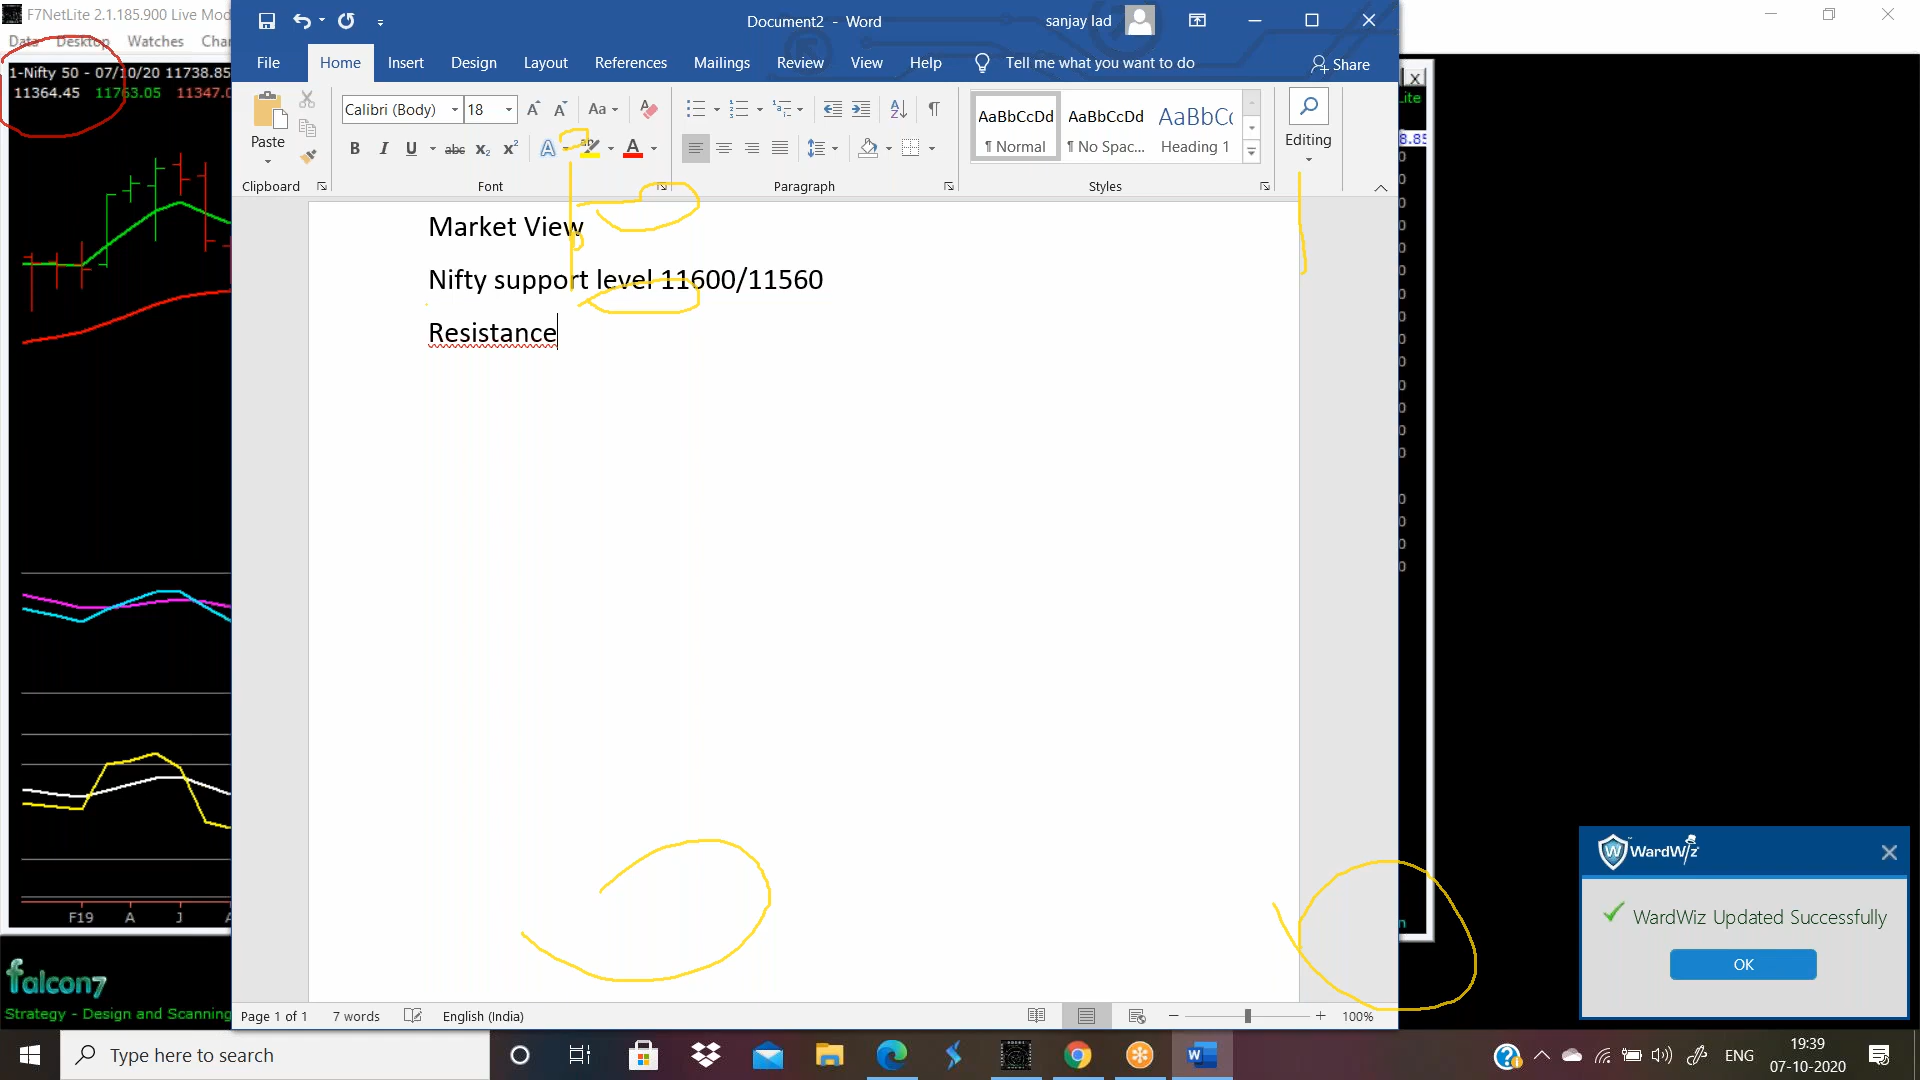 F7NetLite 2.1.185.900 Live Mod
Data Desktop Watches Char
1-Nifty 50 - 07/10/20 11738.85
11364.45 11763.05 11347.0
F19 A J
falcon7
Strategy - Design and Scanning
Document2 - Word
sanjay lad
File Home Insert Design Layout References Mailings Review View Help Tell me what you want to do Share
Paste
Calibri (Body) 18
Clipboard Font Paragraph Styles
AaBbCcDd AaBbCcDd AaBbCc
¶ Normal ¶ No Spac... Heading 1
Editing
Market View
Nifty support level 11600/11560
Resistance
Page 1 of 1 7 words English (India) 100%
Lite
8.85
WardWiz
WardWiz Updated Successfully
OK
Type here to search
ENG
19:39
07-10-2020